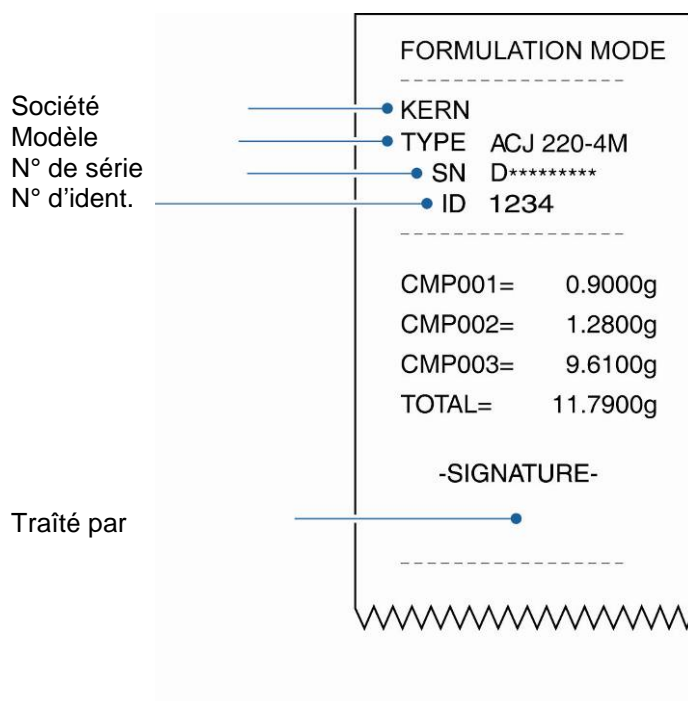 FORMULATION MODE
Société
KERN
Modèle
TYPE ACJ 220-4M
N° de série
SN D*********
N° d'ident.
ID 1234
CMP001= 0.9000g
CMP002= 1.2800g
CMP003= 9.6100g
TOTAL= 11.7900g
-SIGNATURE-
Traîté par